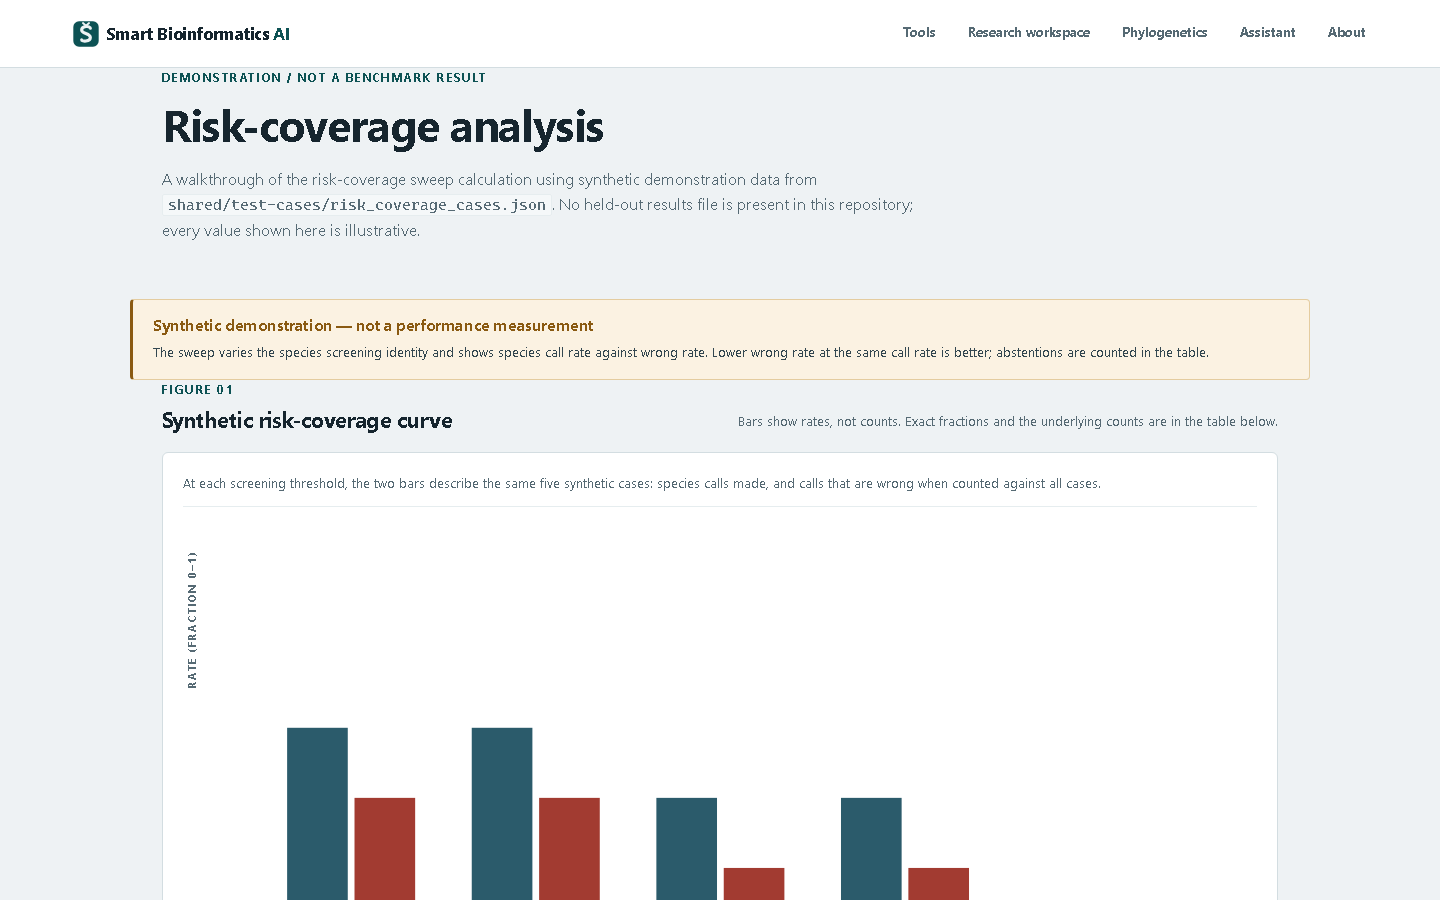 Š Smart Bioinformatics AI
Tools Research workspace Phylogenetics Assistant About
DEMONSTRATION / NOT A BENCHMARK RESULT
Risk-coverage analysis
A walkthrough of the risk-coverage sweep calculation using synthetic demonstration data from
shared/test-cases/risk_coverage_cases.json. No held-out results file is present in this repository;
every value shown here is illustrative.
Synthetic demonstration — not a performance measurement
The sweep varies the species screening identity and shows species call rate against wrong rate. Lower wrong rate at the same call rate is better; abstentions are counted in the table.
FIGURE 01
Synthetic risk-coverage curve
Bars show rates, not counts. Exact fractions and the underlying counts are in the table below.
At each screening threshold, the two bars describe the same five synthetic cases: species calls made, and calls that are wrong when counted against all cases.
RATE (FRACTION 0–1)